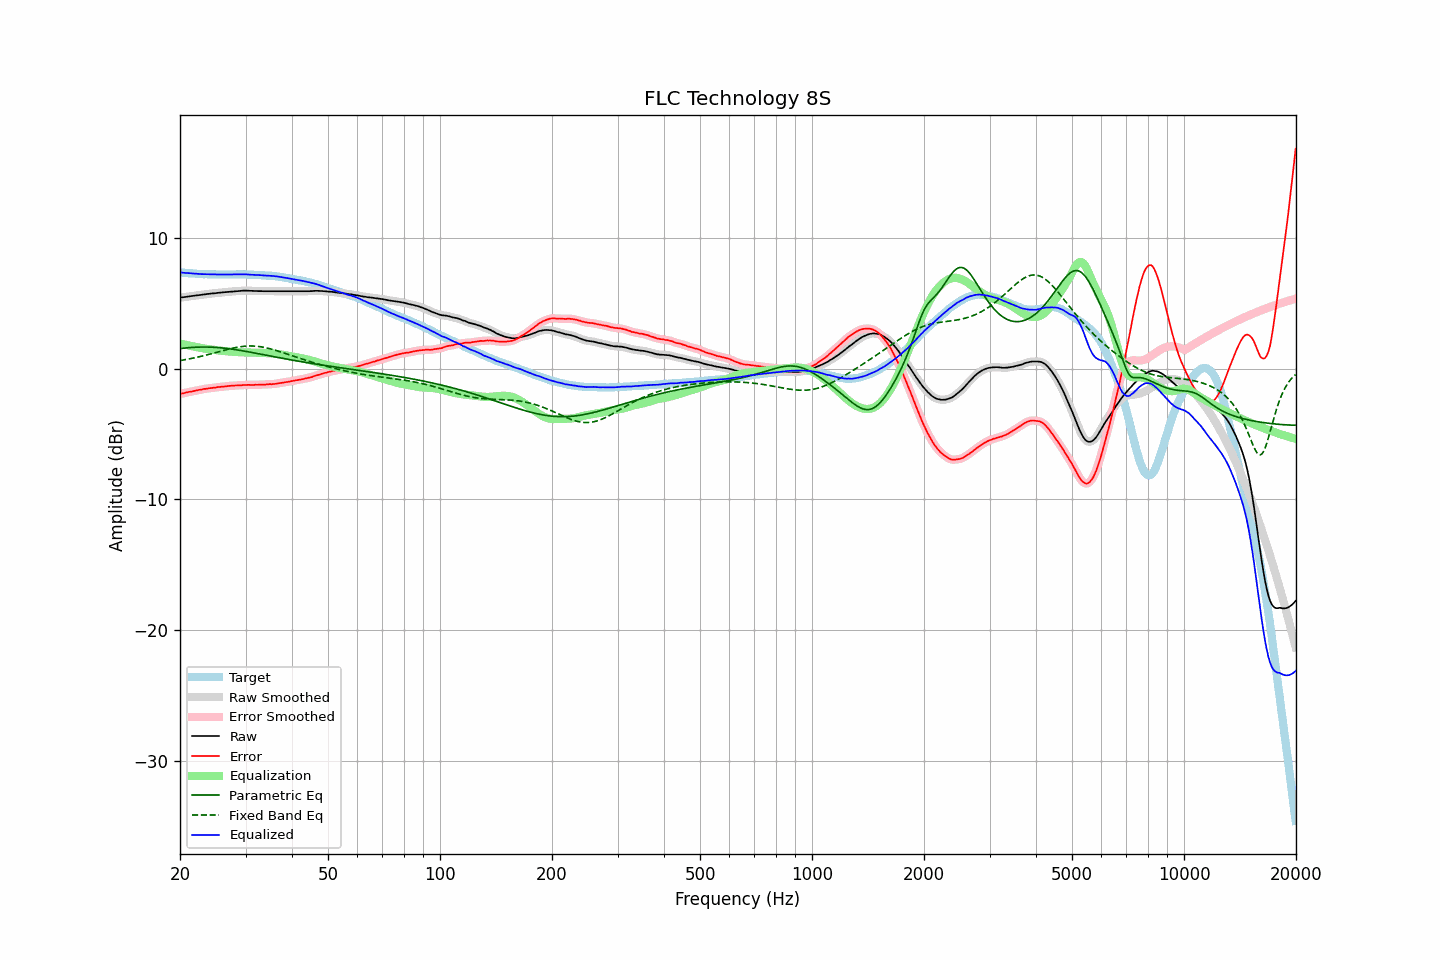 FLC Technology 8S
10
0
−10
−20
−30
Amplitude (dBr)
Target
Raw Smoothed
Error Smoothed
Raw
Error
Equalization
Parametric Eq
Fixed Band Eq
Equalized
20 50 100 200 500 1000 2000 5000 10000 20000
Frequency (Hz)